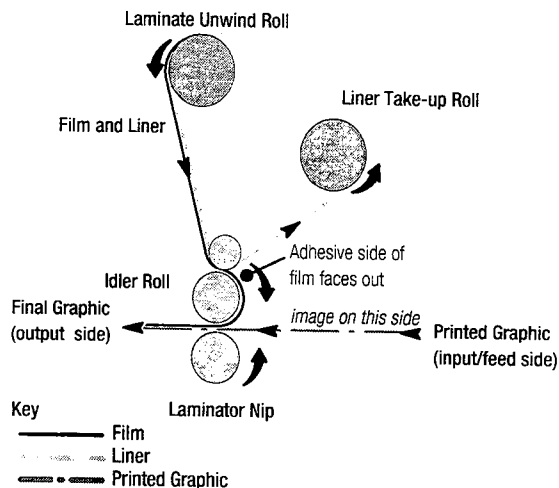 Laminate Unwind Roll
Liner Take-up Roll
Film and Liner
Adhesive side of
film faces out
Idler Roll
Final Graphic
(output side)
image on this side
Printed Graphic
(input/feed side)
Laminator Nip
Key
Film
Liner
Printed Graphic